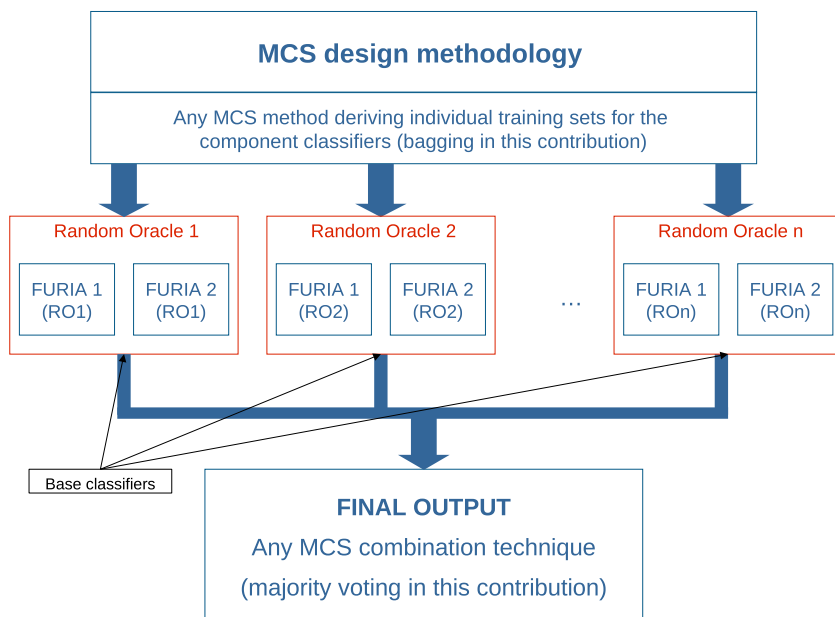 MCS design methodology
Any MCS method deriving individual training sets for the
component classifiers (bagging in this contribution)
Random Oracle 1
FURIA 1
(RO1)
FURIA 2
(RO1)
Random Oracle 2
FURIA 1
(RO2)
FURIA 2
(RO2)
...
Random Oracle n
FURIA 1
(ROn)
FURIA 2
(ROn)
Base classifiers
FINAL OUTPUT
Any MCS combination technique
(majority voting in this contribution)